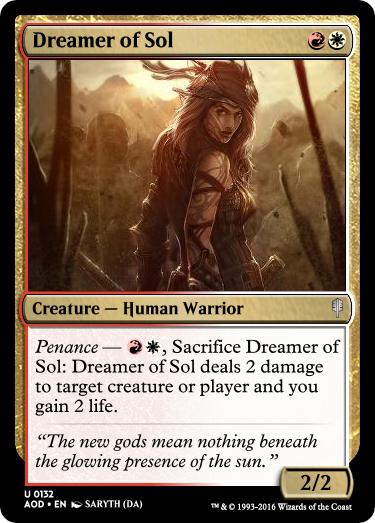 Dreamer of Sol
Creature — Human Warrior
Penance — , Sacrifice Dreamer of
Sol: Dreamer of Sol deals 2 damage
to target creature or player and you
gain 2 life.
“The new gods mean nothing beneath
the glowing presence of the sun.”
2/2
U 0132
AOD • EN SARYTH (DA)
™ & © 1993-2016 Wizards of the Coast